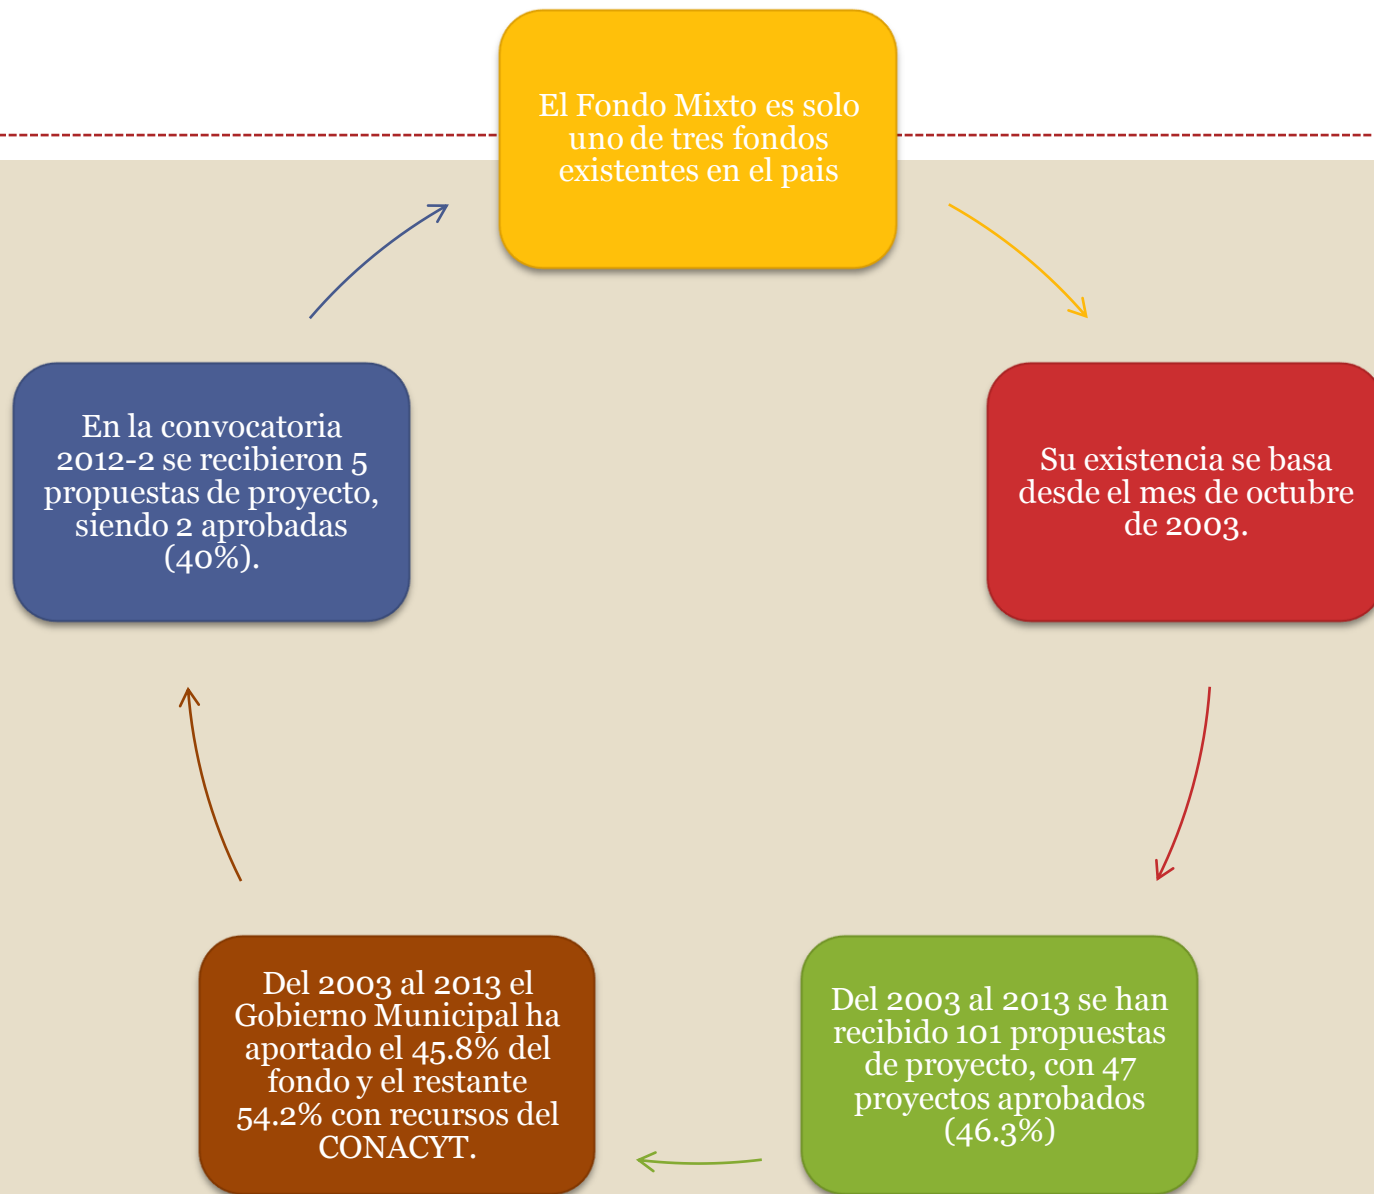 El Fondo Mixto es solo
uno de tres fondos
existentes en el pais
Su existencia se basa
desde el mes de octubre
de 2003.
Del 2003 al 2013 se han
recibido 101 propuestas
de proyecto, con 47
proyectos aprobados
(46.3%)
Del 2003 al 2013 el
Gobierno Municipal ha
aportado el 45.8% del
fondo y el restante
54.2% con recursos del
CONACYT.
En la convocatoria
2012-2 se recibieron 5
propuestas de proyecto,
siendo 2 aprobadas
(40%).